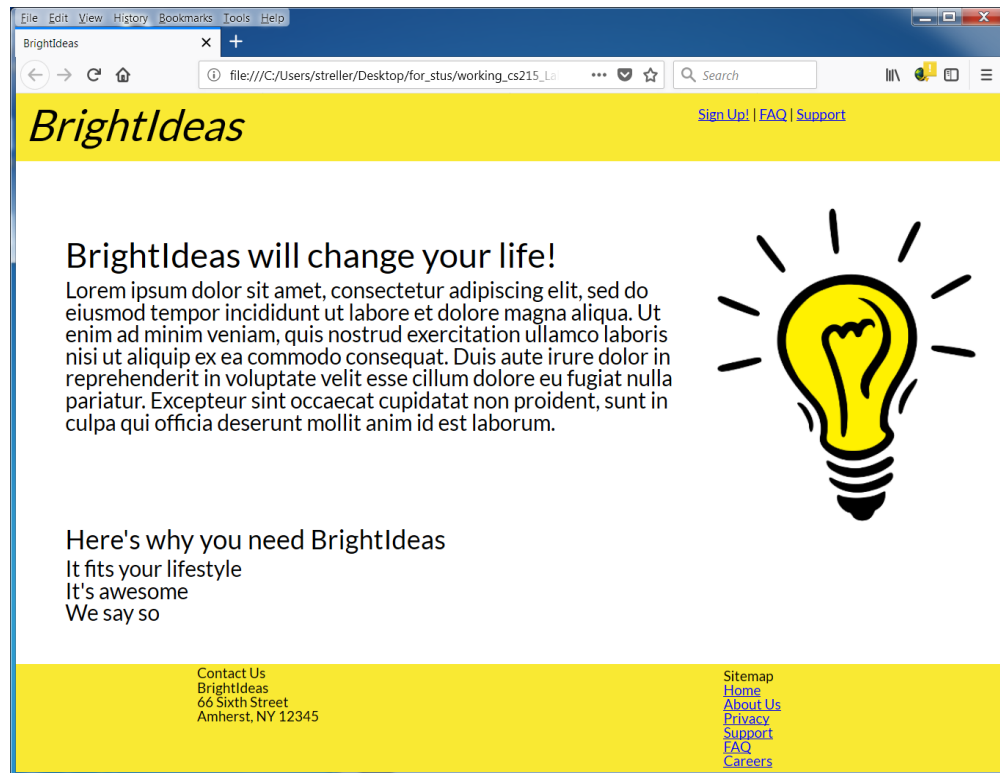 File Edit View History Bookmarks Tools Help
BrightIdeas
file:///C:/Users/streller/Desktop/for_stus/working_cs215_La
Search
BrightIdeas
Sign Up! | FAQ | Support
BrightIdeas will change your life!
Lorem ipsum dolor sit amet, consectetur adipiscing elit, sed do
eiusmod tempor incididunt ut labore et dolore magna aliqua. Ut
enim ad minim veniam, quis nostrud exercitation ullamco laboris
nisi ut aliquip ex ea commodo consequat. Duis aute irure dolor in
reprehenderit in voluptate velit esse cillum dolore eu fugiat nulla
pariatur. Excepteur sint occaecat cupidatat non proident, sunt in
culpa qui officia deserunt mollit anim id est laborum.
Here's why you need BrightIdeas
It fits your lifestyle
It's awesome
We say so
Contact Us
BrightIdeas
66 Sixth Street
Amherst, NY 12345
Sitemap
Home
About Us
Privacy
Support
FAQ
Careers